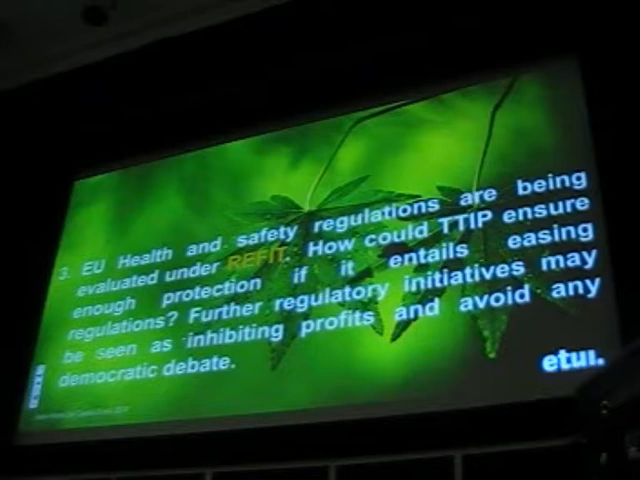 3. EU Health and safety regulations are being
evaluated under REFIT. How could TTIP ensure
enough protection if it entails easing
regulations? Further regulatory initiatives may
be seen as inhibiting profits and avoid any
democratic debate.
etui.